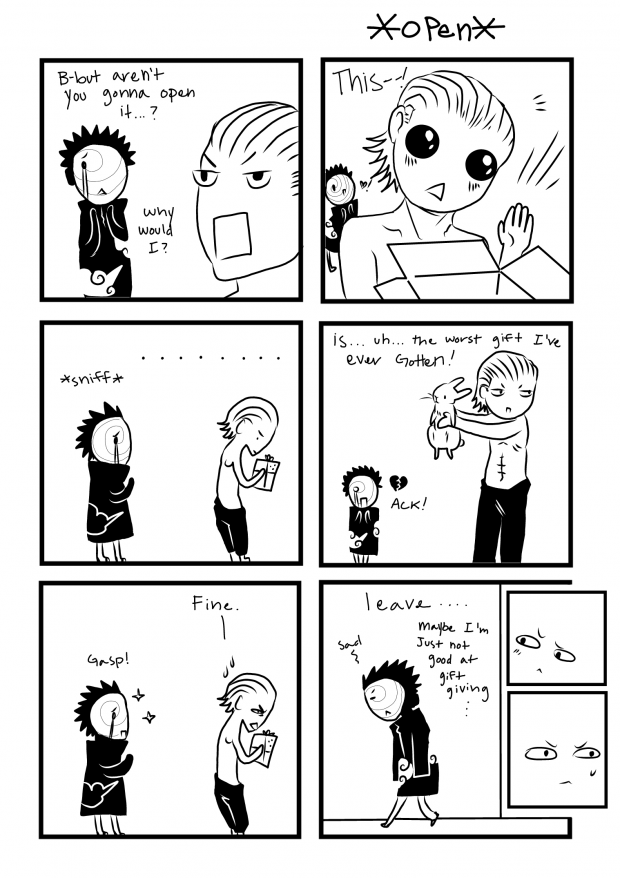 *OPEN*
B-but aren't
you gonna open
it...?
Why
would
I?
*sniff*
. . . . . . . .
Fine.
Gasp!
This--!
is... uh... the worst gift I've
ever Gotten!
ACK!
leave ....
sad
Maybe I'm
Just not
good at
gift
giving
...